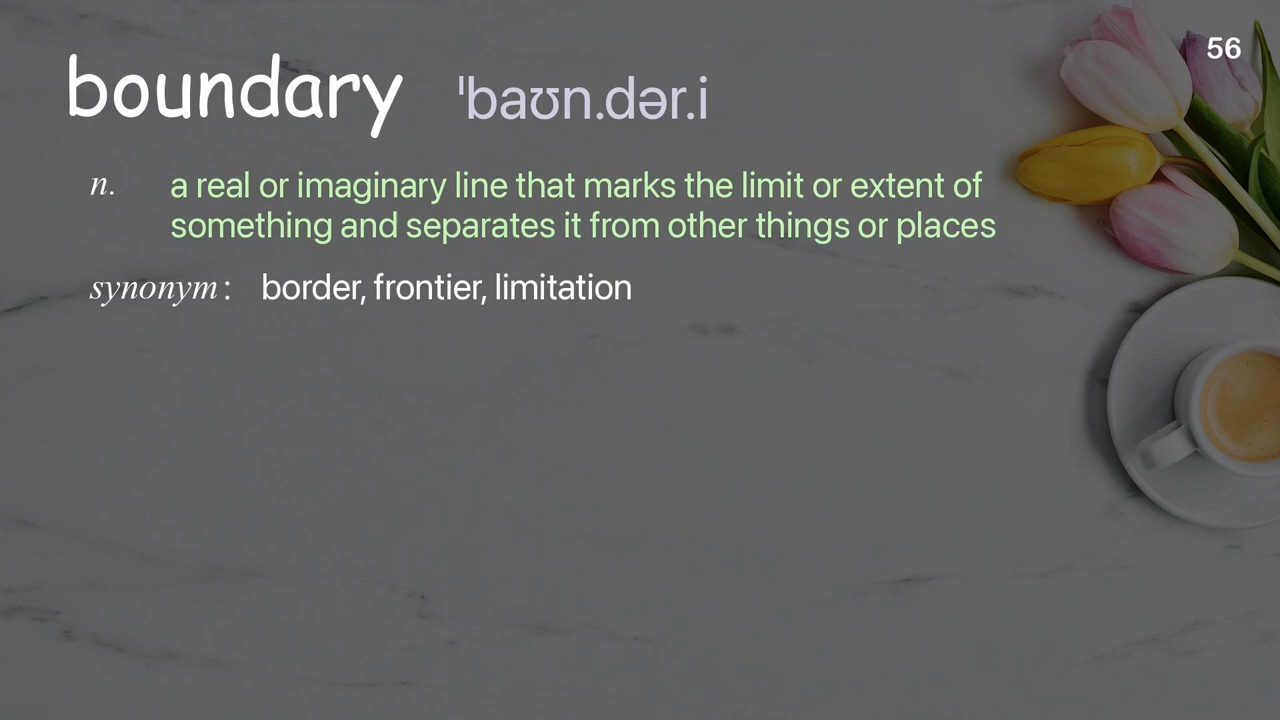 56
boundary ˈbaʊn.dər.i
n. a real or imaginary line that marks the limit or extent of
something and separates it from other things or places
synonym: border, frontier, limitation